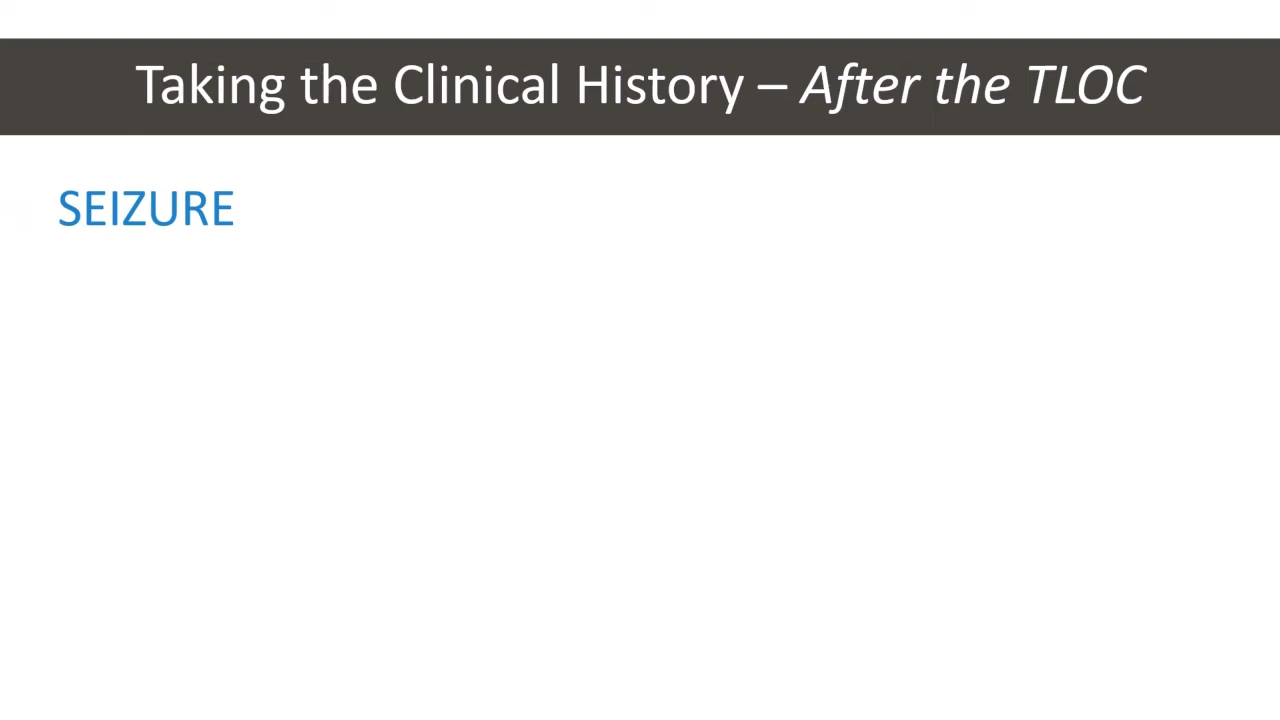 Taking the Clinical History – After the TLOC
SEIZURE